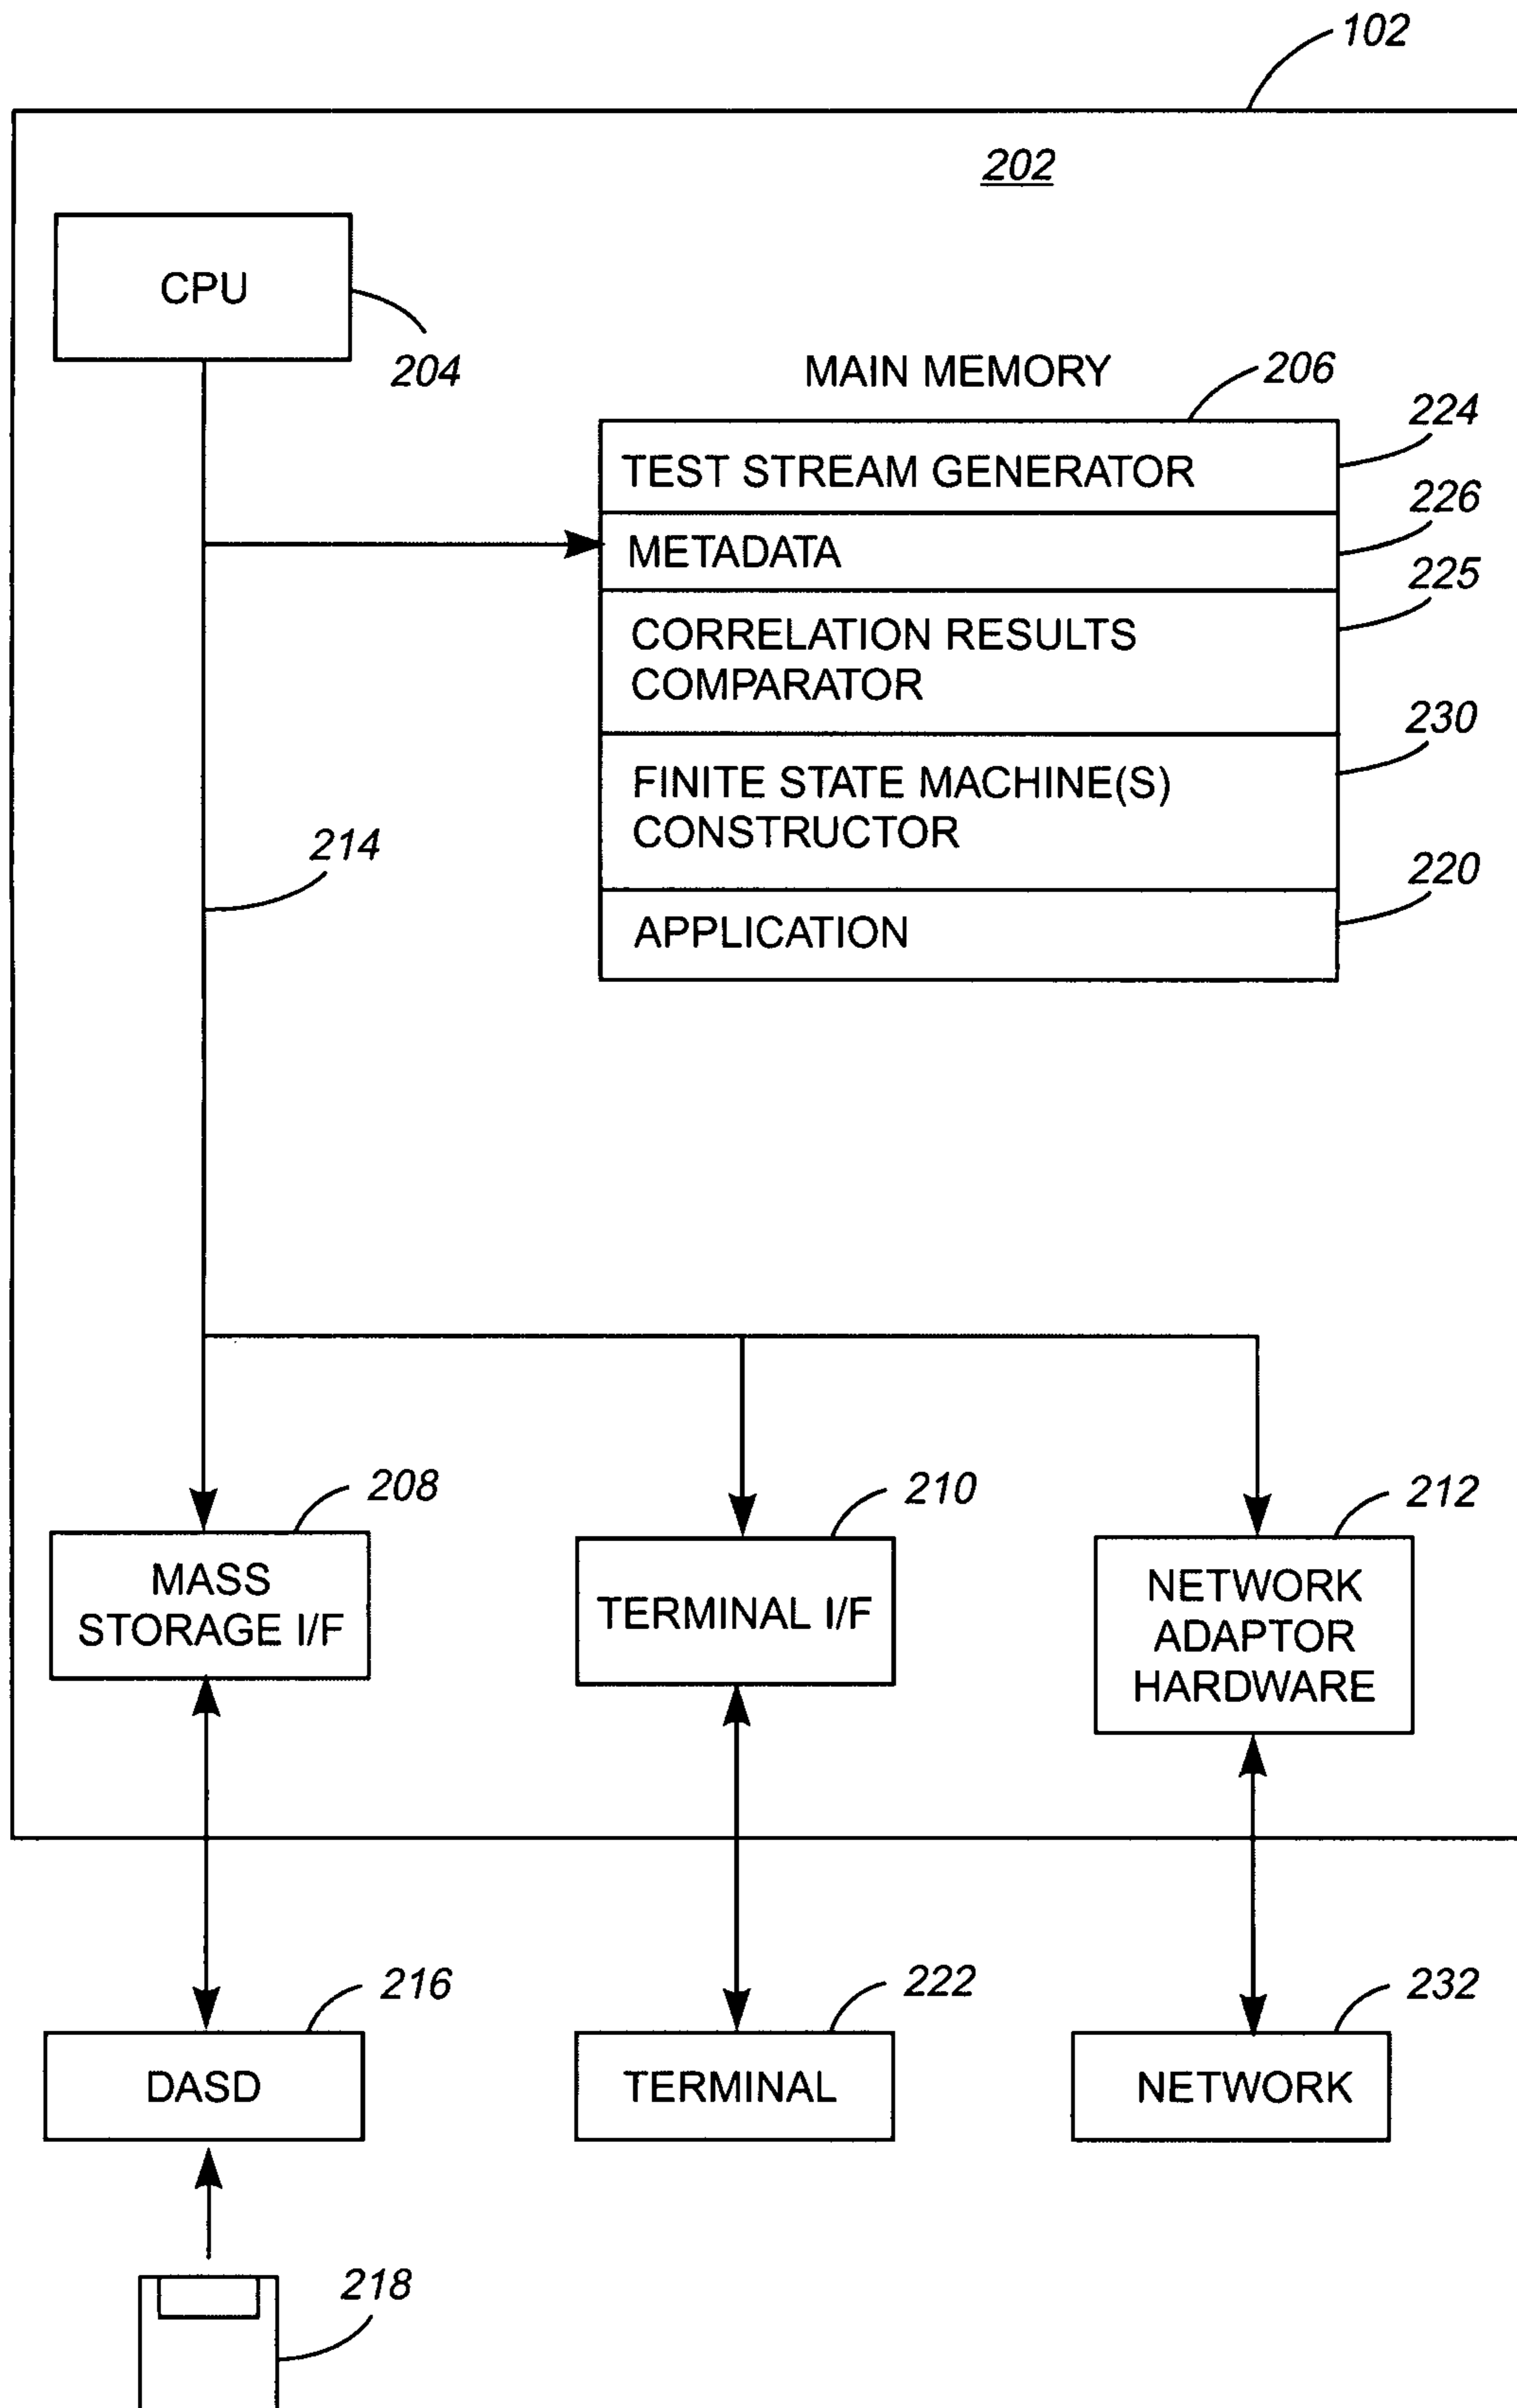 102
202
CPU
204
MAIN MEMORY
206
224
TEST STREAM GENERATOR
226
METADATA
225
CORRELATION RESULTS
COMPARATOR
230
FINITE STATE MACHINE(S)
CONSTRUCTOR
214
220
APPLICATION
208
210
212
MASS
STORAGE I/F
TERMINAL I/F
NETWORK
ADAPTOR
HARDWARE
216
222
232
DASD
TERMINAL
NETWORK
218